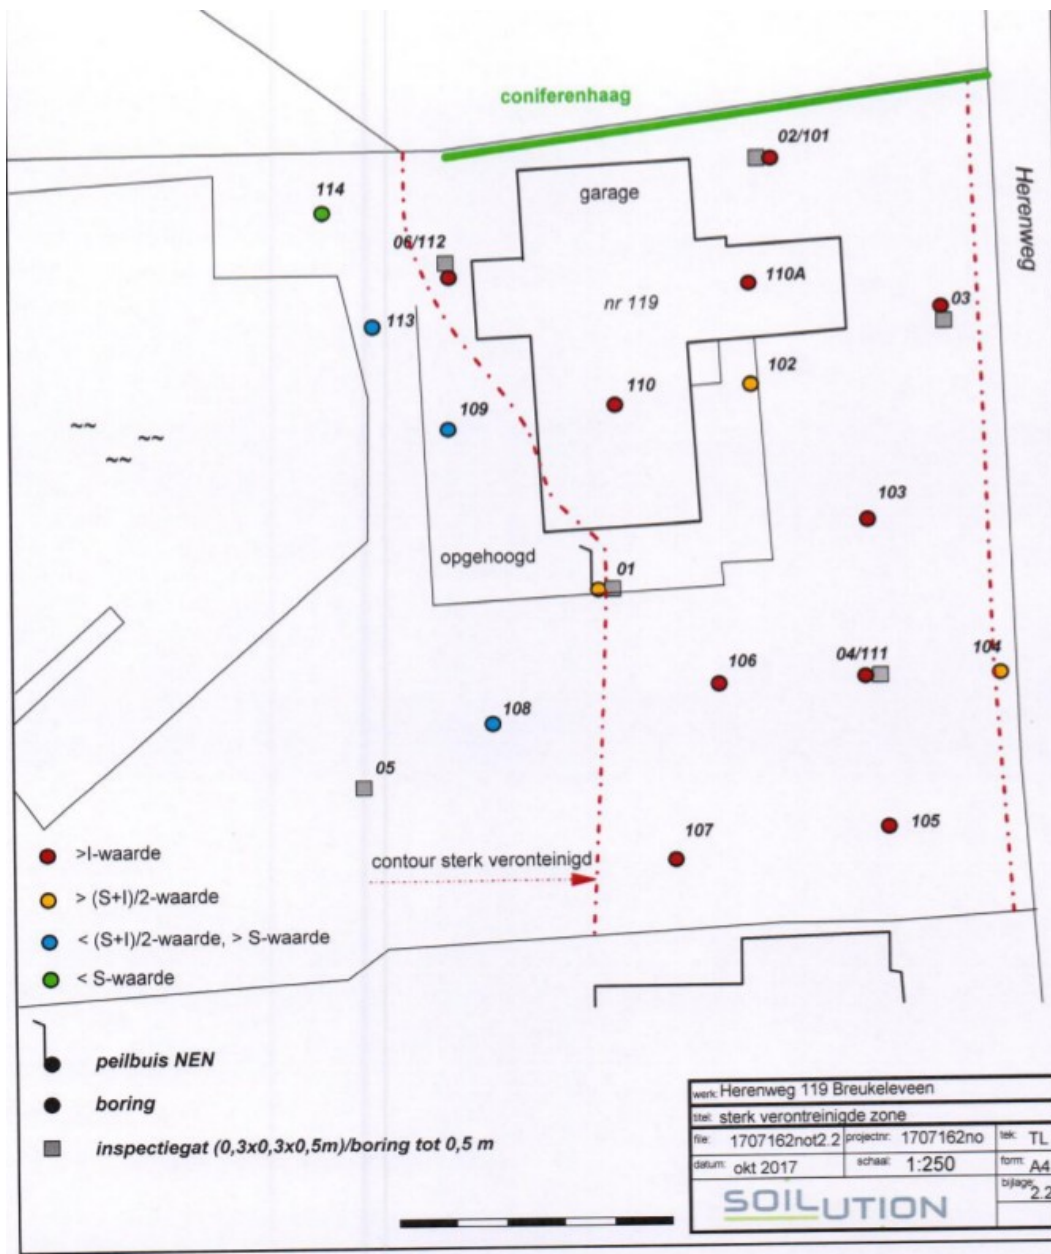 coniferenhaag
02/101
Herenweg
garage
114
06/112
110A
03
nr 119
113
102
110
109
103
opgehoogd
01
106
04/111
104
108
05
107
105
>I-waarde
contour sterk veronteinigd
> (S+I)/2-waarde
< (S+I)/2-waarde, > S-waarde
< S-waarde
peilbuis NEN
boring
inspectiegat (0,3x0,3x0,5m)/boring tot 0,5 m
werk: Herenweg 119 Breukeleveen
titel: sterk verontreinigde zone
file: 1707162not2.2 projectnr: 1707162no tek: TL
datum: okt 2017 schaal: 1:250 form: A4
bijlage: 2.2
SOILUTION